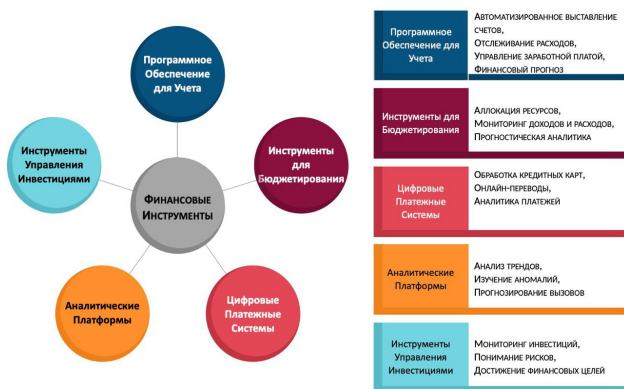 Программное
Обеспечение
для Учета
Инструменты
Управления
Инвестициями
Инструменты
для
Бюджетирования
Финансовые
Инструменты
Аналитические
Платформы
Цифровые
Платежные
Системы
Программное
Обеспечение для
Учета
Автоматизированное выставление
счетов,
Отслеживание расходов,
Управление заработной платой,
Финансовый прогноз
Инструменты для
Бюджетирования
Аллокация ресурсов,
Мониторинг доходов и расходов,
Прогностическая аналитика
Цифровые
Платежные
Системы
Обработка кредитных карт,
Онлайн-переводы,
Аналитика платежей
Аналитические
Платформы
Анализ трендов,
Изучение аномалий,
Прогнозирование вызовов
Инструменты
Управления
Инвестициями
Мониторинг инвестиций,
Понимание рисков,
Достижение финансовых целей